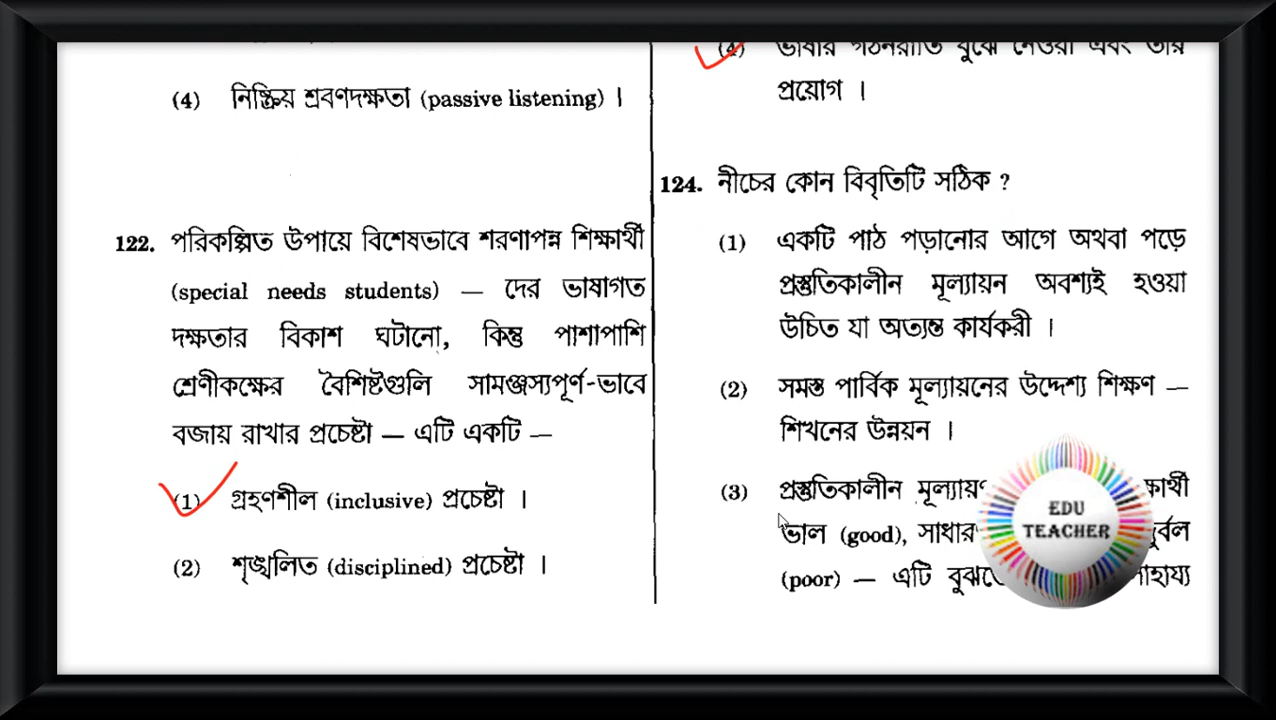 (4) নিষ্ক্রিয় শ্রবণদক্ষতা (passive listening) ।
122. পরিকল্পিত উপায়ে বিশেষভাবে শরণাপন্ন শিক্ষার্থী
(special needs students) — দের ভাষাগত
দক্ষতার বিকাশ ঘটানো, কিন্তু পাশাপাশি
শ্রেণীকক্ষের বৈশিষ্টগুলি সামঞ্জস্যপূর্ণ-ভাবে
বজায় রাখার প্রচেষ্টা — এটি একটি —
(1) গ্রহণশীল (inclusive) প্রচেষ্টা ।
(2) শৃঙ্খলিত (disciplined) প্রচেষ্টা ।
ভাষার গঠনরীতি বুঝে নেওয়া এবং তার
প্রয়োগ ।
124. নীচের কোন বিবৃতিটি সঠিক ?
(1) একটি পাঠ পড়ানোর আগে অথবা পড়ে
প্রস্তুতিকালীন মূল্যায়ন অবশ্যই হওয়া
উচিত যা অত্যন্ত কার্যকরী ।
(2) সমস্ত পার্বিক মূল্যায়নের উদ্দেশ্য শিক্ষণ —
শিখনের উন্নয়ন ।
(3) প্রস্তুতিকালীন
ভাল (good),
(poor) — এটি
EDU
TEACHER